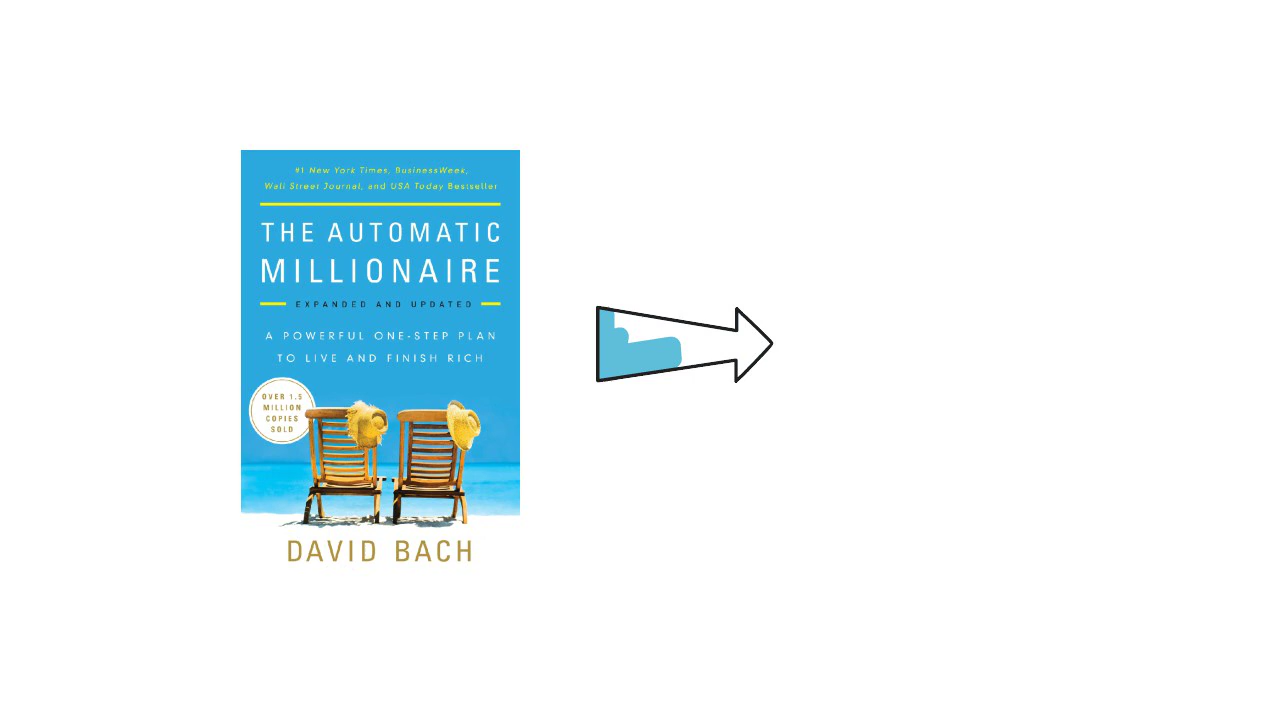 #1 New York Times, BusinessWeek,
Wall Street Journal, and USA Today Bestseller
THE AUTOMATIC
MILLIONAIRE
EXPANDED AND UPDATED
A POWERFUL ONE-STEP PLAN
TO LIVE AND FINISH RICH
OVER 1.5
MILLION
COPIES
SOLD
DAVID BACH